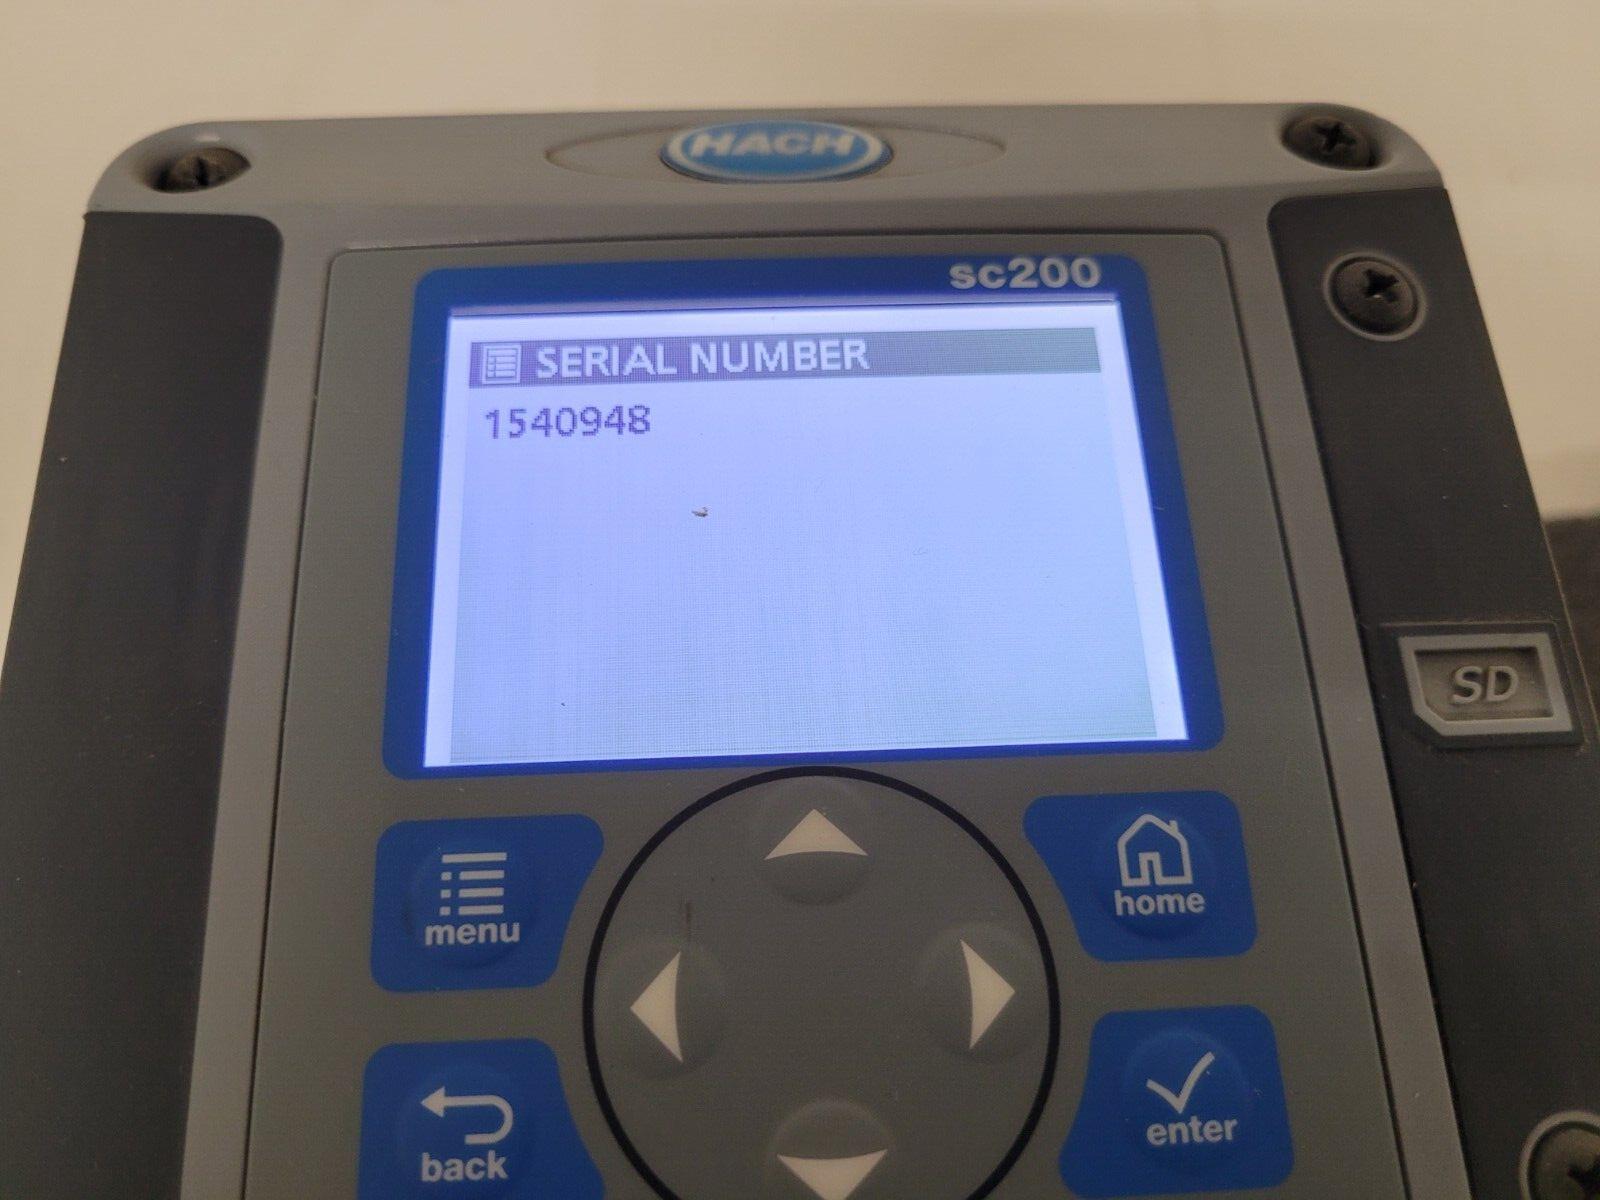 HACH
sc200
SERIAL NUMBER
1540948
SD
menu
home
back
enter